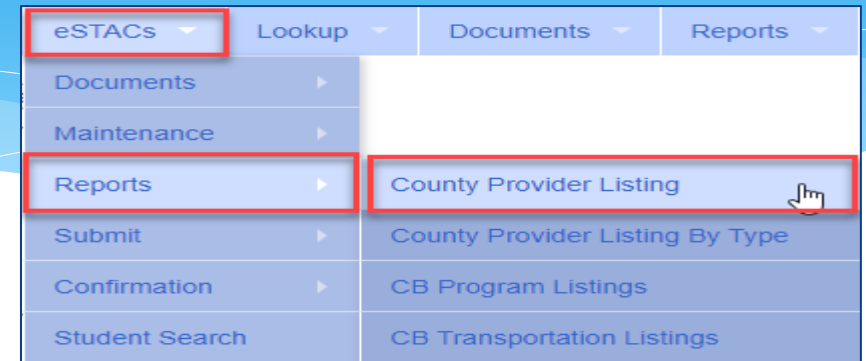 eSTACs Lookup Documents Reports
Documents
Maintenance
Reports County Provider Listing
Submit County Provider Listing By Type
Confirmation CB Program Listings
Student Search CB Transportation Listings